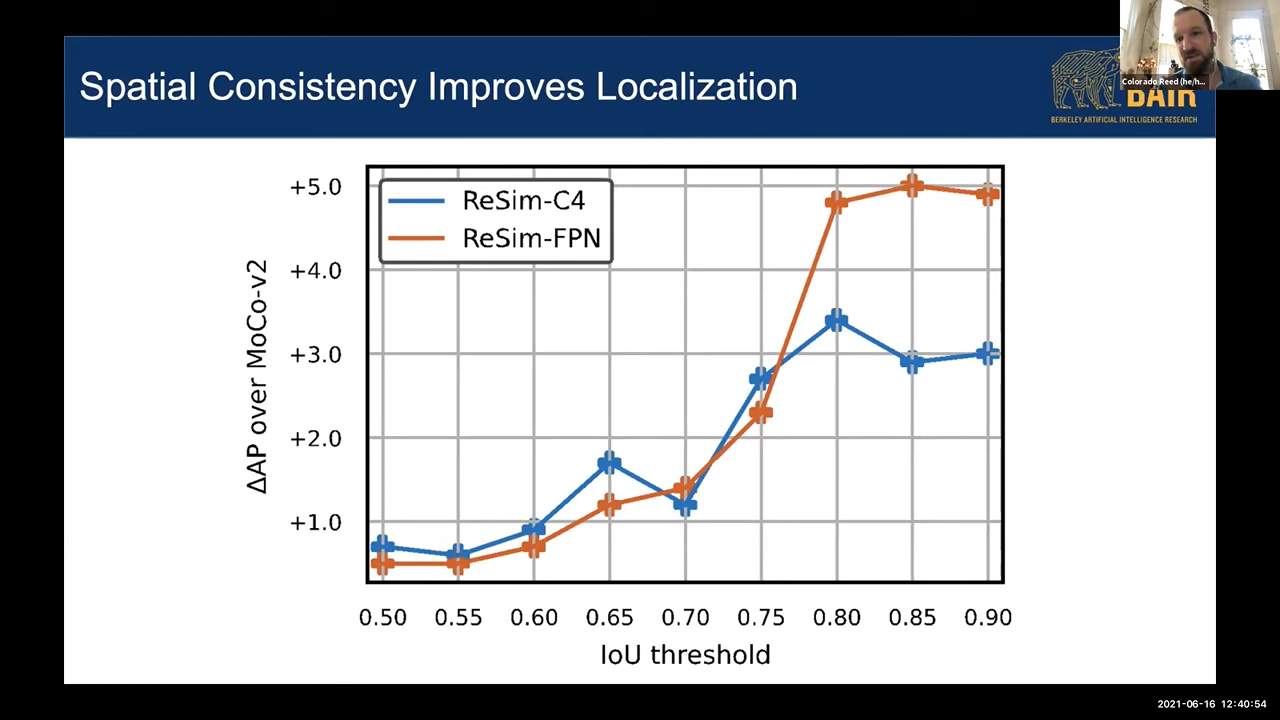 Spatial Consistency Improves Localization
Colorado Reed (he/h...
BAIR
BERKELEY ARTIFICIAL INTELLIGENCE RESEARCH
ReSim-C4
ReSim-FPN
ΔAP over MoCo-v2
+5.0
+4.0
+3.0
+2.0
+1.0
0.50 0.55 0.60 0.65 0.70 0.75 0.80 0.85 0.90
IoU threshold
2021-06-16 12:40:54